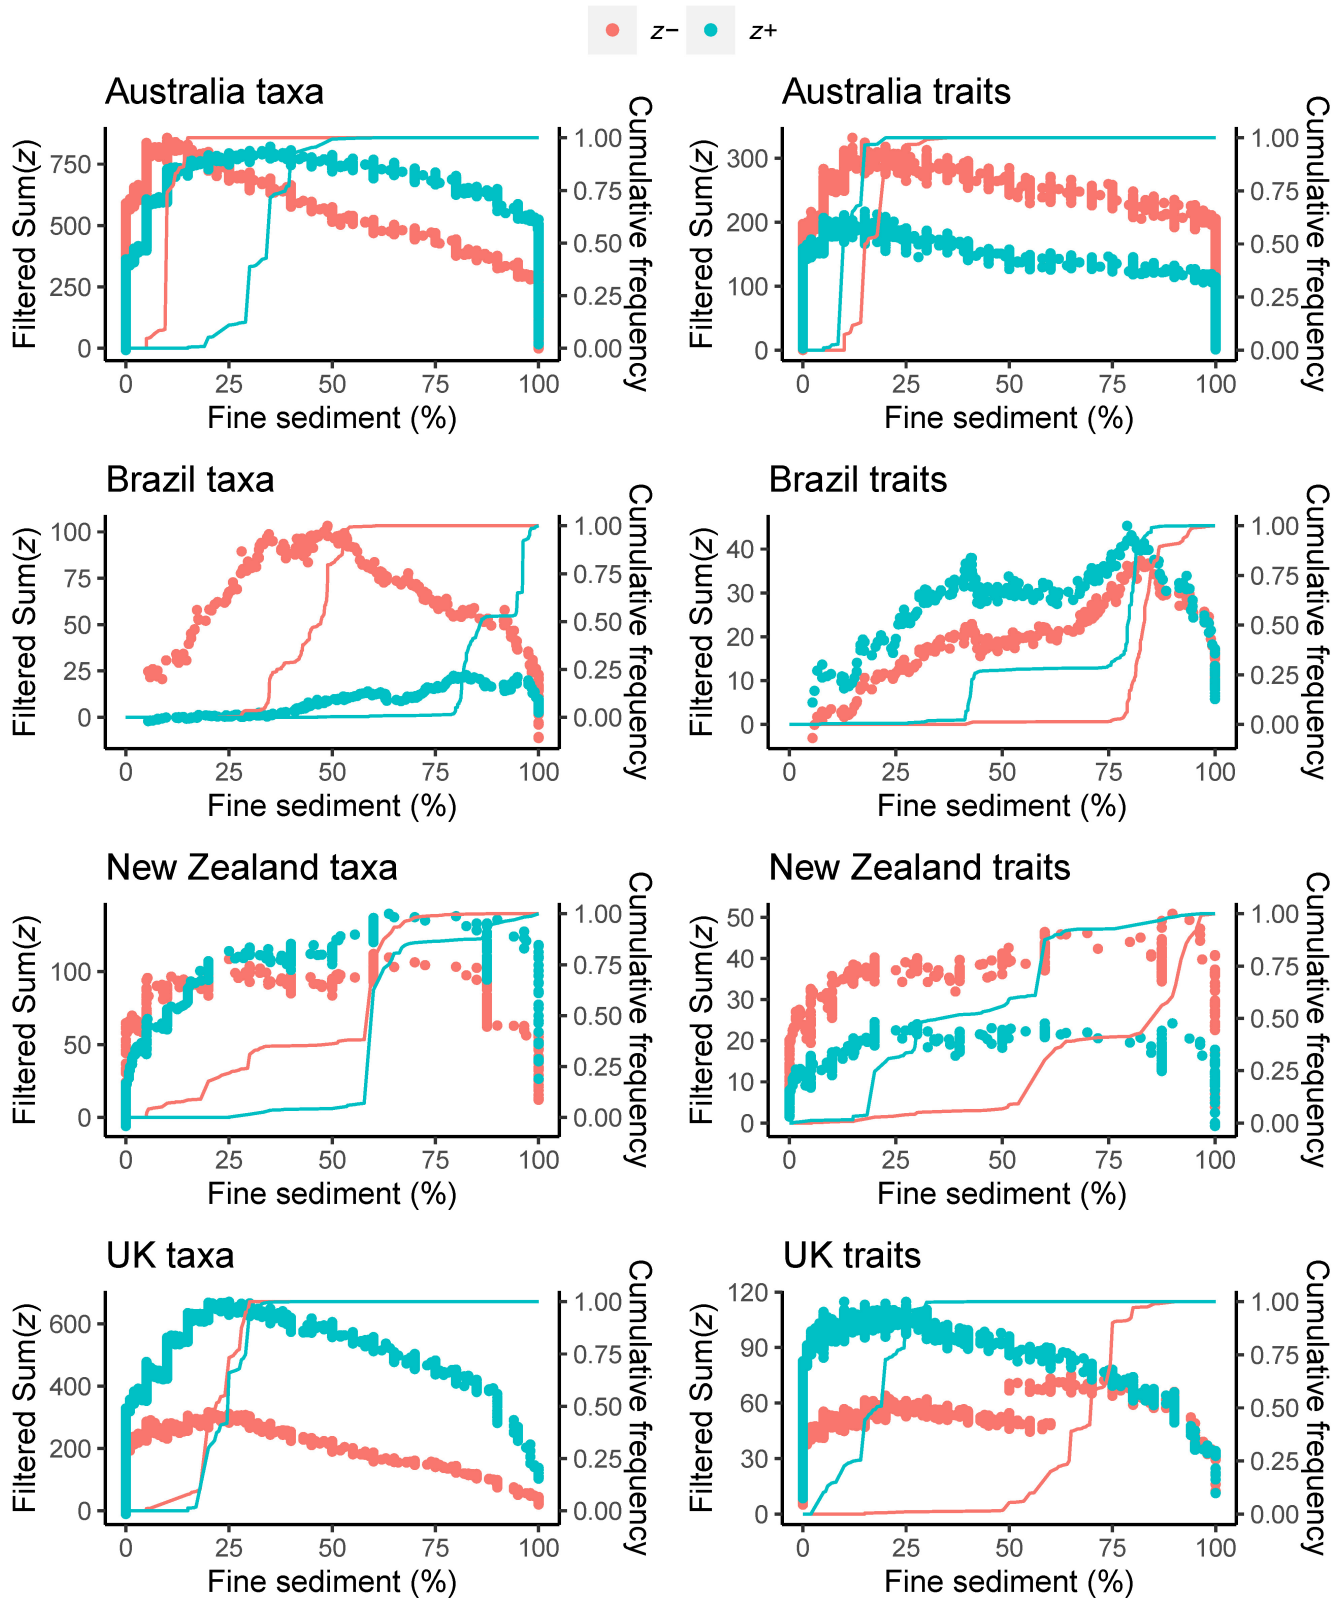 z− z+
Australia taxa
Filtered Sum(z)
750
500
250
0
0 25 50 75 100
Fine sediment (%)
1.00
0.75
0.50
0.25
0.00
Cumulative frequency
Australia traits
Filtered Sum(z)
300
200
100
0
0 25 50 75 100
Fine sediment (%)
1.00
0.75
0.50
0.25
0.00
Cumulative frequency
Brazil taxa
Filtered Sum(z)
100
75
50
25
0
0 25 50 75 100
Fine sediment (%)
1.00
0.75
0.50
0.25
0.00
Cumulative frequency
Brazil traits
Filtered Sum(z)
40
30
20
10
0
0 25 50 75 100
Fine sediment (%)
1.00
0.75
0.50
0.25
0.00
Cumulative frequency
New Zealand taxa
Filtered Sum(z)
100
50
0
0 25 50 75 100
Fine sediment (%)
1.00
0.75
0.50
0.25
0.00
Cumulative frequency
New Zealand traits
Filtered Sum(z)
50
40
30
20
10
0
0 25 50 75 100
Fine sediment (%)
1.00
0.75
0.50
0.25
0.00
Cumulative frequency
UK taxa
Filtered Sum(z)
600
400
200
0
0 25 50 75 100
Fine sediment (%)
1.00
0.75
0.50
0.25
0.00
Cumulative frequency
UK traits
Filtered Sum(z)
120
90
60
30
0
0 25 50 75 100
Fine sediment (%)
1.00
0.75
0.50
0.25
0.00
Cumulative frequency